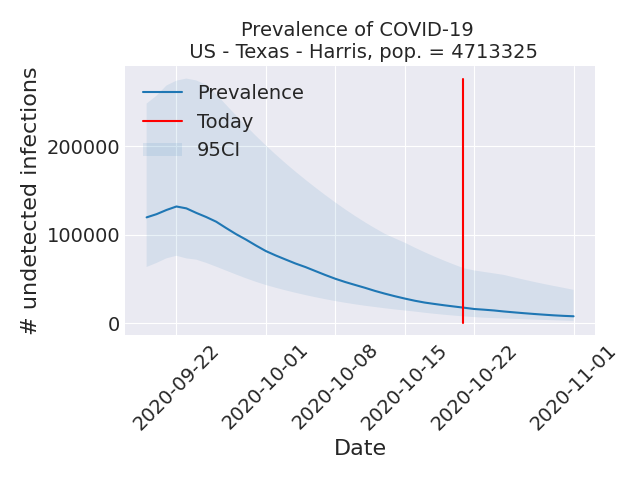 Prevalence of COVID-19
US - Texas - Harris, pop. = 4713325
# undetected infections
200000
100000
0
Prevalence
Today
95CI
2020-09-22
2020-10-01
2020-10-08
2020-10-15
2020-10-22
2020-11-01
Date